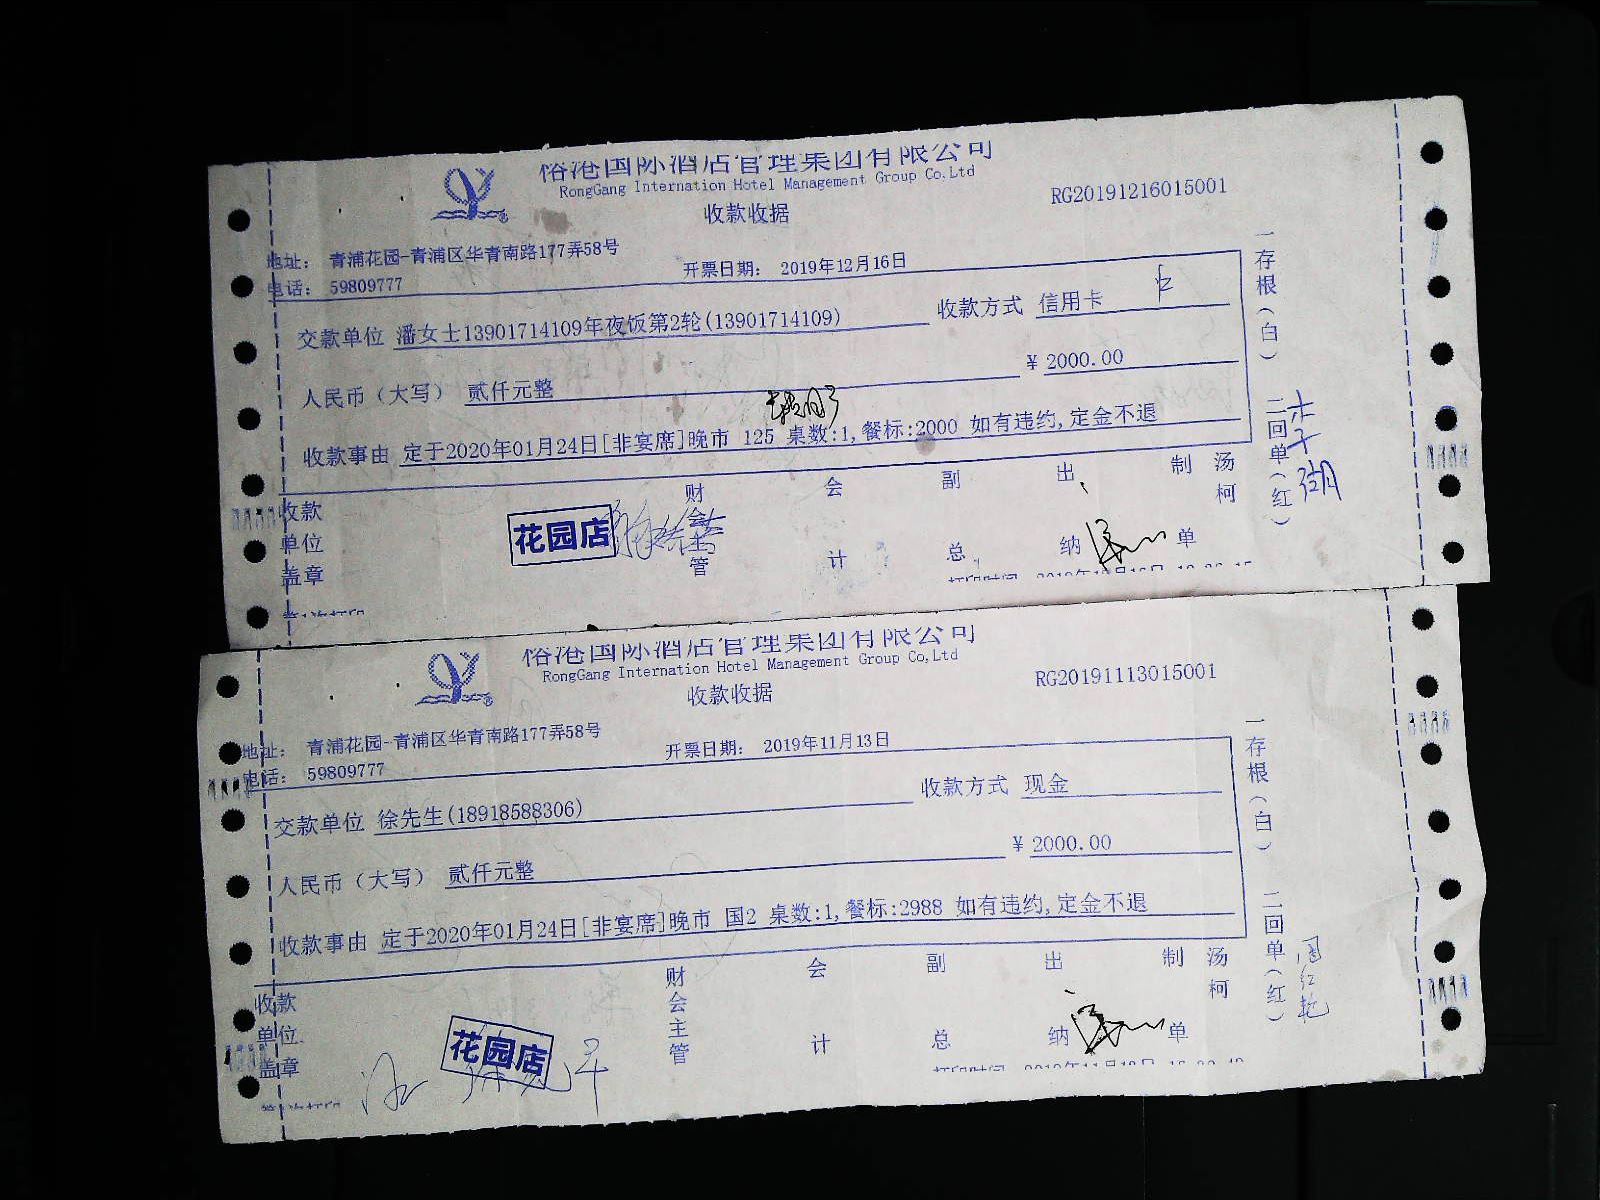 国际酒店管理集团有限公司
RongGang Internation Hotel Management Group Co,Ltd
收款收据
RG20191216015001
地址： 青浦花园-青浦区华青南路177弄58号
电话： 59809777
开票日期： 2019年12月16日
交款单位 潘女士13901714109年夜饭第2轮(13901714109)
收款方式 信用卡
人民币（大写） 贰仟元整
￥ 2000.00
收款事由 定于2020年01月24日[非宴席]晚市 125 桌数:1,餐标:2000 如有违约,定金不退
一存根（白） 二回单（红）
收款单位盖章
花园店
财会主管
会计
副总
出纳
制单
汤柯
国际酒店管理集团有限公司
RongGang Internation Hotel Management Group Co,Ltd
收款收据
RG20191113015001
地址： 青浦花园-青浦区华青南路177弄58号
电话： 59809777
开票日期： 2019年11月13日
交款单位 徐先生(18918588306)
收款方式 现金
人民币（大写） 贰仟元整
￥ 2000.00
收款事由 定于2020年01月24日[非宴席]晚市 国2 桌数:1,餐标:2988 如有违约,定金不退
一存根（白） 二回单（红）
收款单位盖章
花园店
财会主管
会计
副总
出纳
制单
汤柯